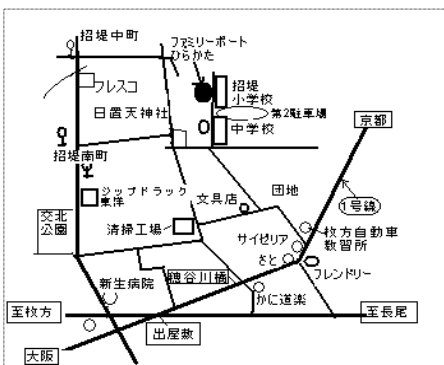 招堤中町
ファミリーポート
ひらかた
フレスコ
招堤
小学校
日置天神社
第2駐車場
中学校
京都
招堤南町
ジップドラック
東洋
文具店
団地
1号線
交北
公園
清掃工場
サイゼリア
枚方自動車
教習所
さと
穂谷川橋
フレンドリー
新生病院
かに道楽
至枚方
至長尾
出屋敷
大阪